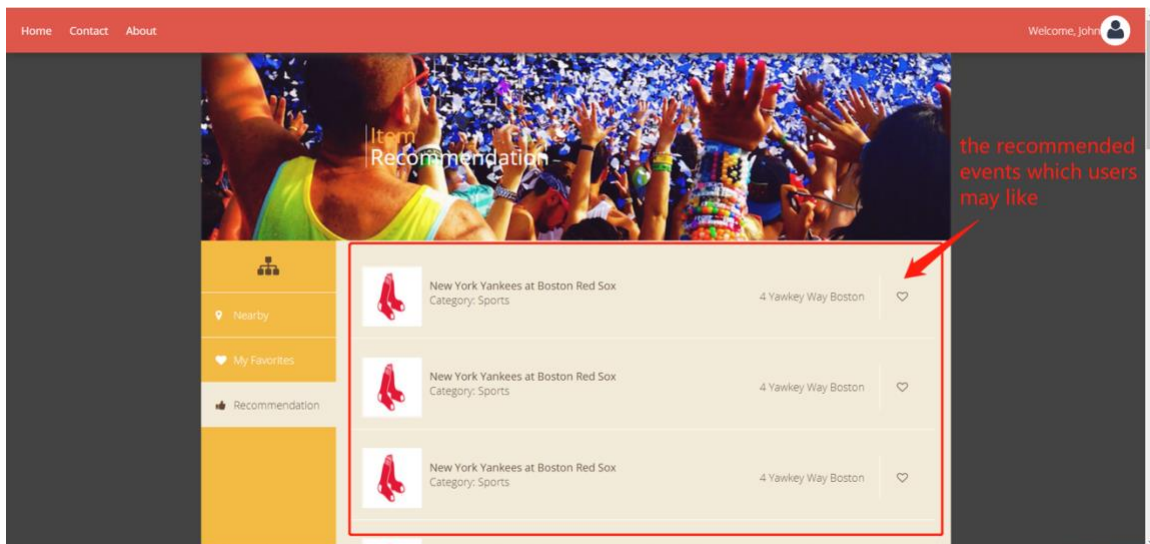 Home Contact About
Welcome, John
Item
Recommendation
the recommended
events which users
may like
Nearby
My Favorites
Recommendation
New York Yankees at Boston Red Sox
Category: Sports
4 Yawkey Way Boston
New York Yankees at Boston Red Sox
Category: Sports
4 Yawkey Way Boston
New York Yankees at Boston Red Sox
Category: Sports
4 Yawkey Way Boston